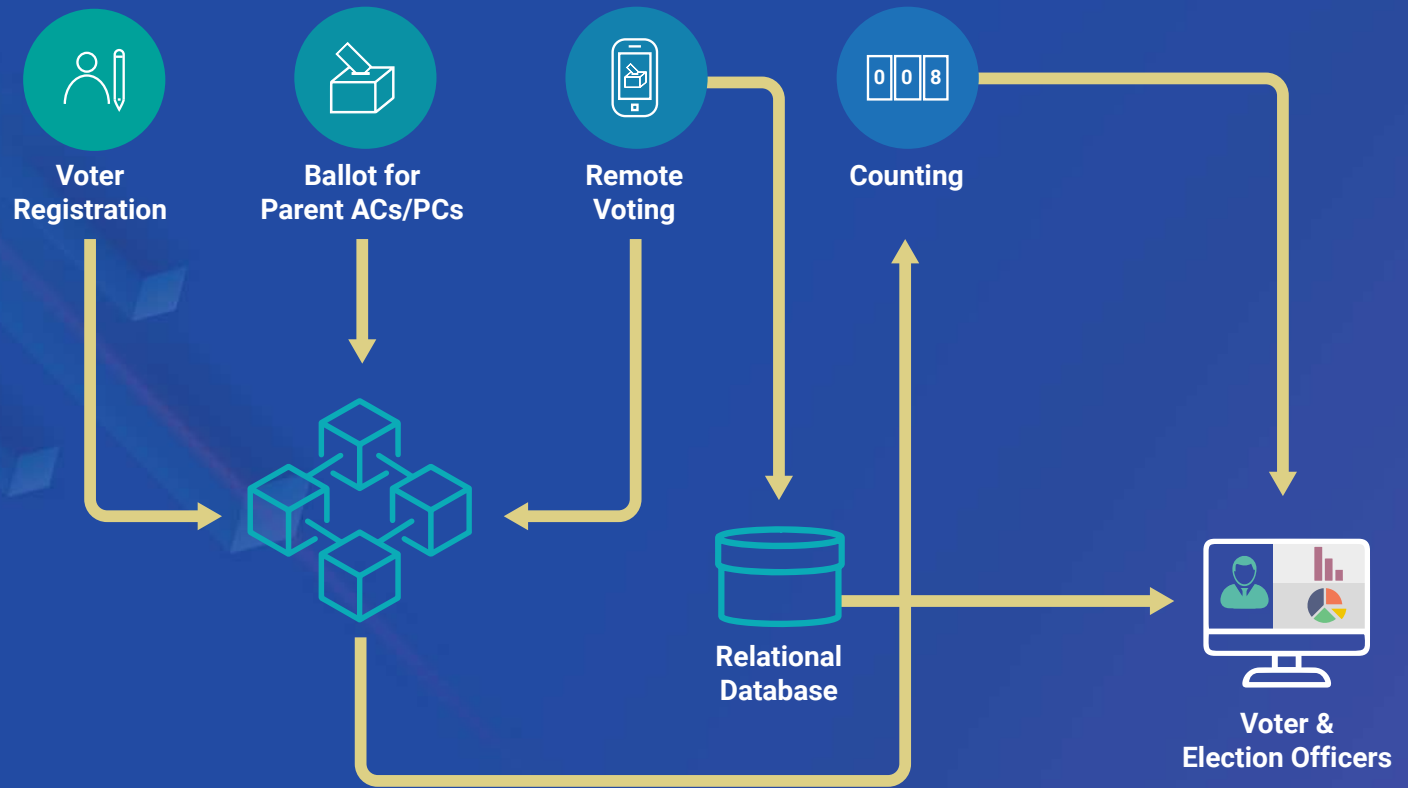 0 0 8
Voter
Registration
Ballot for
Parent ACs/PCs
Remote
Voting
Counting
Relational
Database
Voter &
Election Officers